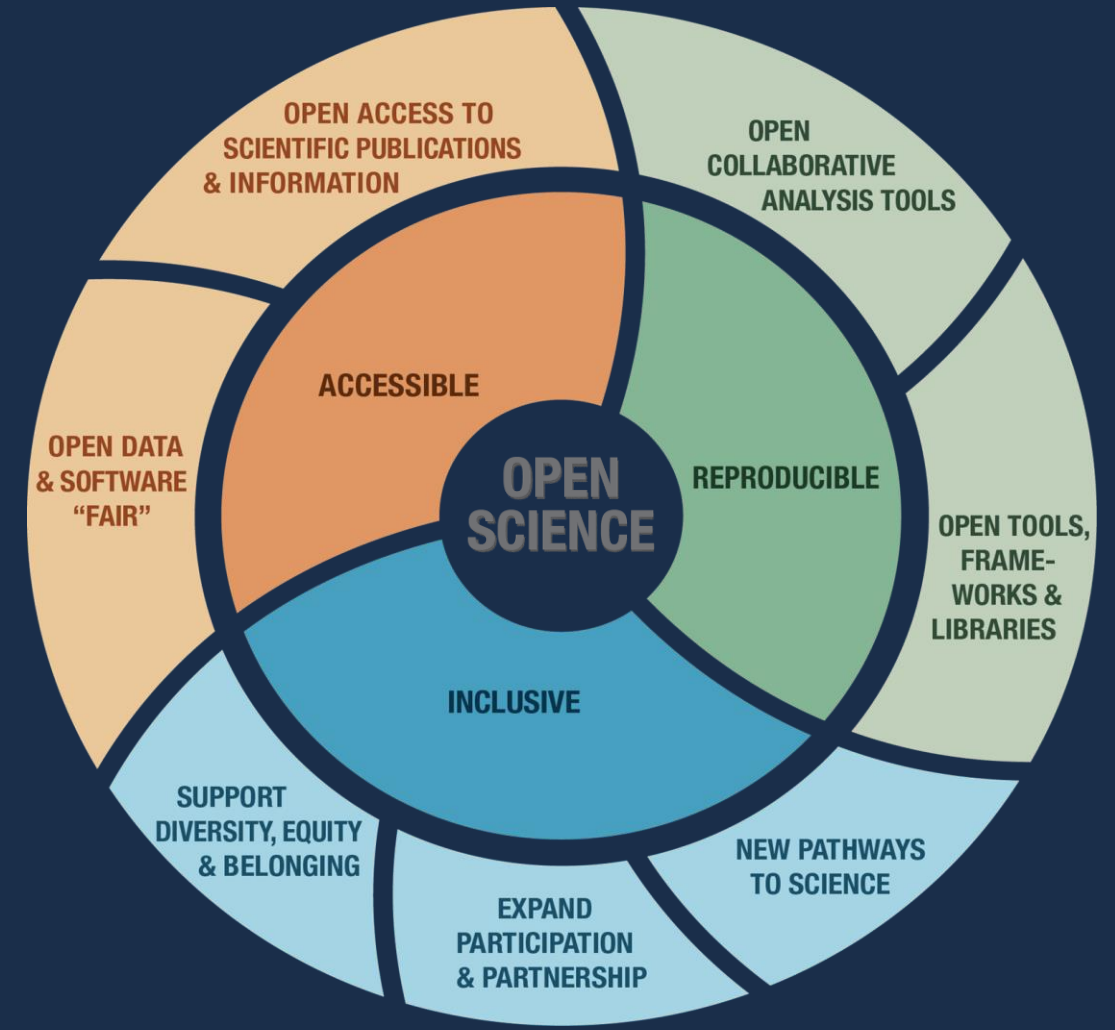 OPEN ACCESS TO
SCIENTIFIC PUBLICATIONS
& INFORMATION
OPEN
COLLABORATIVE
ANALYSIS TOOLS
ACCESSIBLE
OPEN DATA
& SOFTWARE
“FAIR”
OPEN
SCIENCE
REPRODUCIBLE
OPEN TOOLS,
FRAME-
WORKS &
LIBRARIES
INCLUSIVE
SUPPORT
DIVERSITY, EQUITY
& BELONGING
EXPAND
PARTICIPATION
& PARTNERSHIP
NEW PATHWAYS
TO SCIENCE